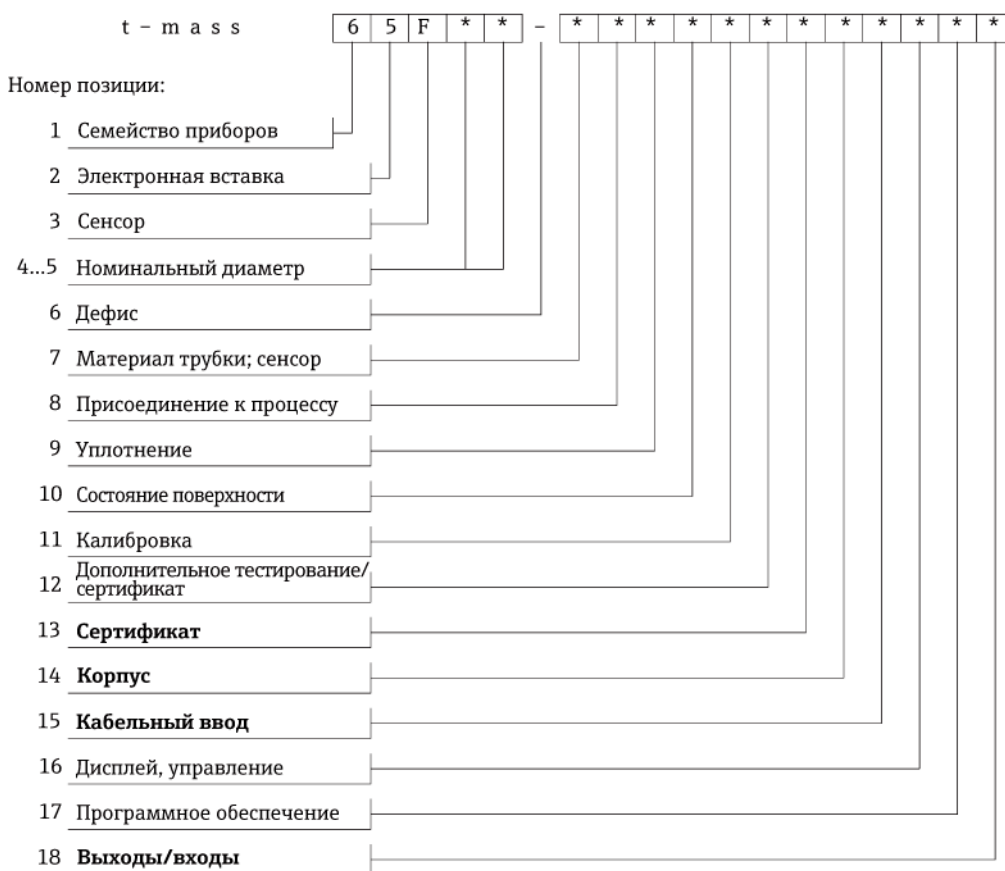 t - m a s s 6 5 F * * - * * * * * * * * * * * *
Номер позиции:
1 Семейство приборов
2 Электронная вставка
3 Сенсор
4...5 Номинальный диаметр
6 Дефис
7 Материал трубки; сенсор
8 Присоединение к процессу
9 Уплотнение
10 Состояние поверхности
11 Калибровка
12 Дополнительное тестирование/
сертификат
13 Сертификат
14 Корпус
15 Кабельный ввод
16 Дисплей, управление
17 Программное обеспечение
18 Выходы/входы